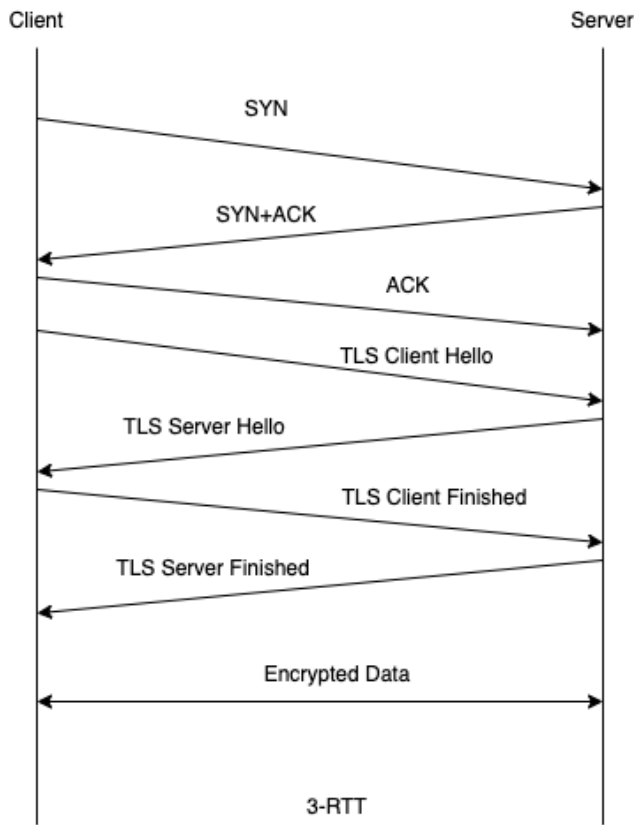 Client
Server
SYN
SYN+ACK
ACK
TLS Client Hello
TLS Server Hello
TLS Client Finished
TLS Server Finished
Encrypted Data
3-RTT